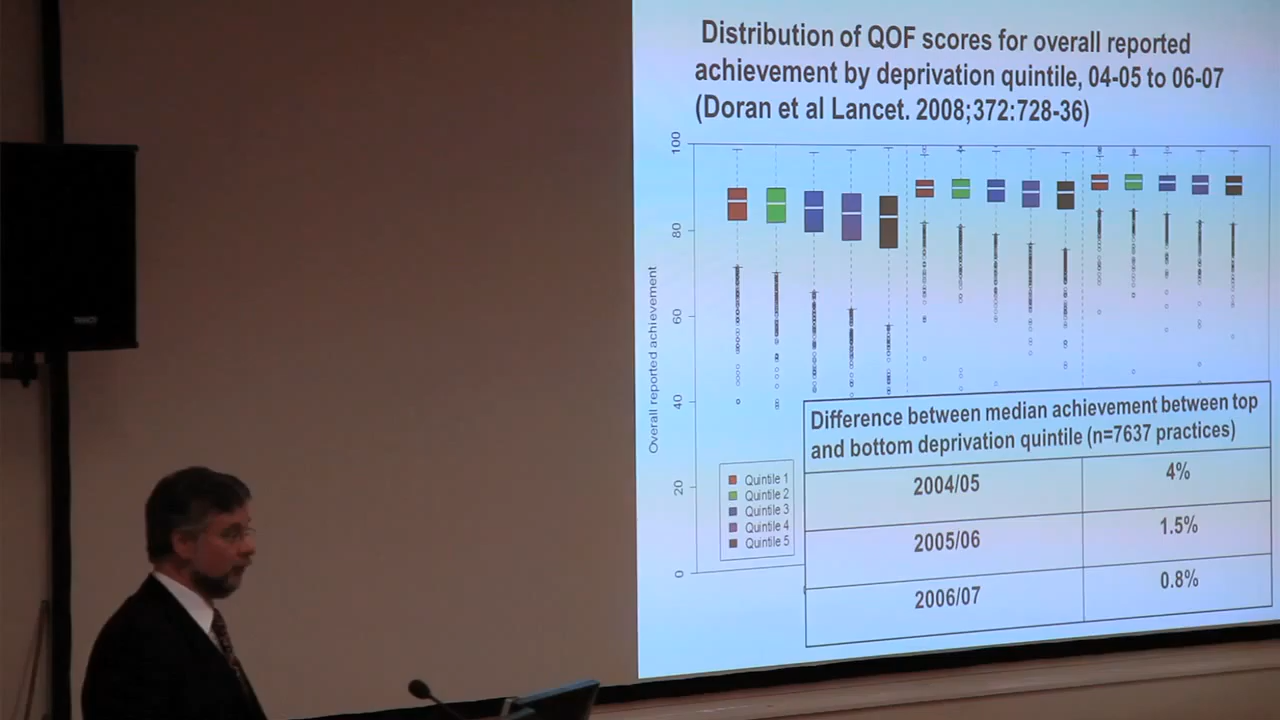 Distribution of QOF scores for overall reported
achievement by deprivation quintile, 04-05 to 06-07
(Doran et al Lancet. 2008;372:728-36)
100
80
60
40
20
0
Overall reported achievement
Quintile 1
Quintile 2
Quintile 3
Quintile 4
Quintile 5
Difference between median achievement between top
and bottom deprivation quintile (n=7637 practices)
2004/05 4%
2005/06 1.5%
2006/07 0.8%